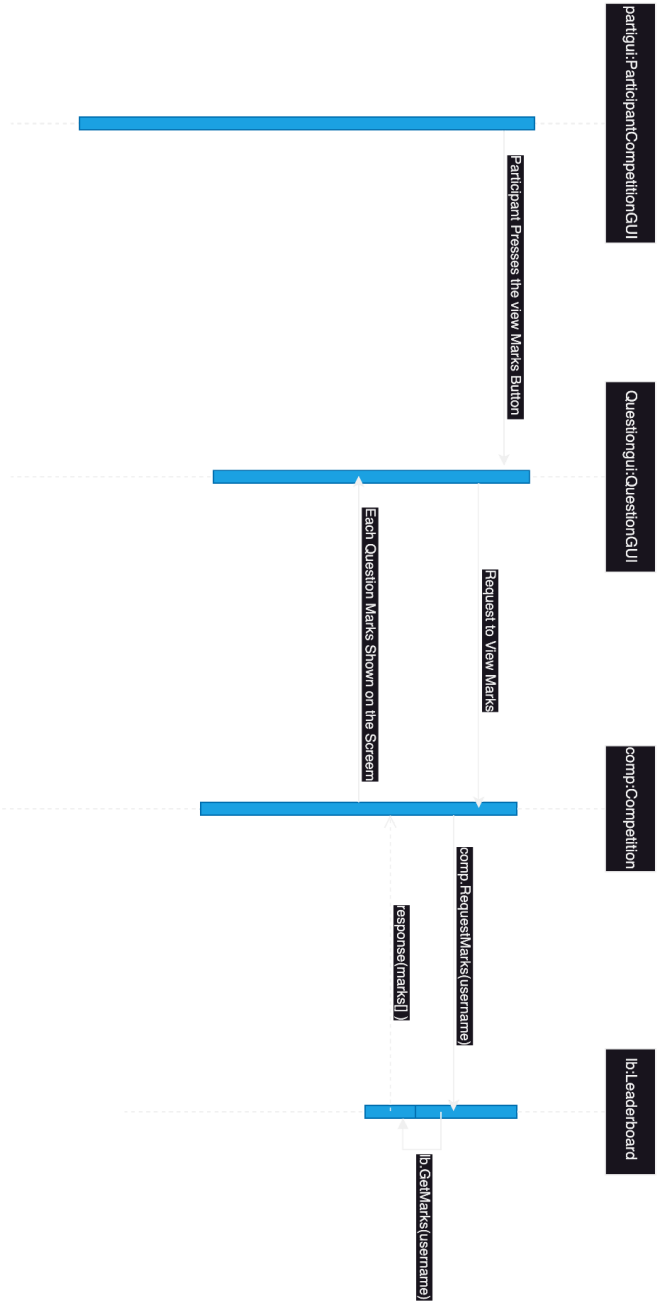 partigui:ParticipantCompetitionGUI
Questiongui:QuestionGUI
comp:Competition
lb:Leaderboard
Participant Presses the view Marks Button
Request to View Marks
comp.RequestMarks(username)
lb.GetMarks(username)
response(marks[] )
Each Question Marks Shown on the Screem